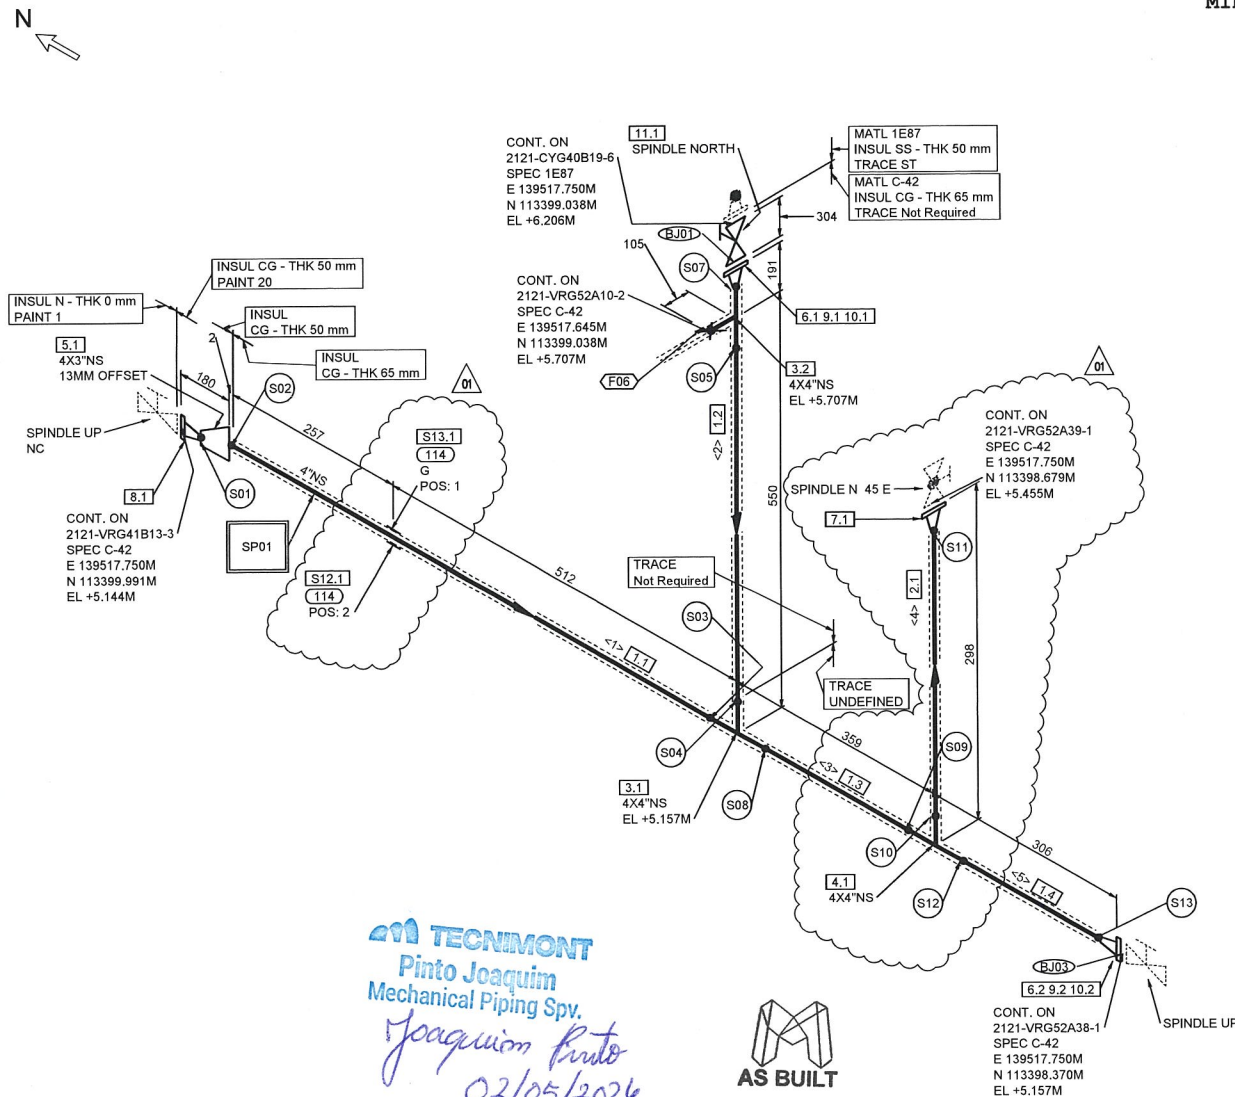 N
CONT. ON
2121-CYG40B19-6
SPEC 1E87
E 139517.750M
N 113399.038M
EL +6.206M
11.1
SPINDLE NORTH
MATL 1E87
INSUL SS - THK 50 mm
TRACE ST
MATL C-42
INSUL CG - THK 65 mm
TRACE Not Required
304
BJ01
105
191
S07
INSUL CG - THK 50 mm
PAINT 20
INSUL N - THK 0 mm
PAINT 1
INSUL
CG - THK 50 mm
2
INSUL
CG - THK 65 mm
5.1
4X3"NS
13MM OFFSET
180
S02
CONT. ON
2121-VRG52A10-2
SPEC C-42
E 139517.645M
N 113399.038M
EL +5.707M
6.1 9.1 10.1
F06
S05
3.2
4X4"NS
EL +5.707M
01
01
SPINDLE UP
NC
257
S13.1
114
G
POS: 1
<2> 1.2
CONT. ON
2121-VRG52A39-1
SPEC C-42
E 139517.750M
N 113398.679M
EL +5.455M
4"NS
8.1
S01
SPINDLE N 45 E
7.1
550
CONT. ON
2121-VRG41B13-3
SPEC C-42
E 139517.750M
N 113399.991M
EL +5.144M
SP01
S11
512
S12.1
114
POS: 2
TRACE
Not Required
<4> 2.1
S03
298
<1> 1.1
TRACE
UNDEFINED
S04
359
S09
3.1
4X4"NS
EL +5.157M
S08
<3> 1.3
S10
306
4.1
4X4"NS
S12
<5> 1.4
S13
BJ03
6.2 9.2 10.2
CONT. ON
2121-VRG52A38-1
SPEC C-42
E 139517.750M
N 113398.370M
EL +5.157M
TECNIMONT
Pinto Joaquim
Mechanical Piping Spv.
Joaquim Pinto
AS BUILT